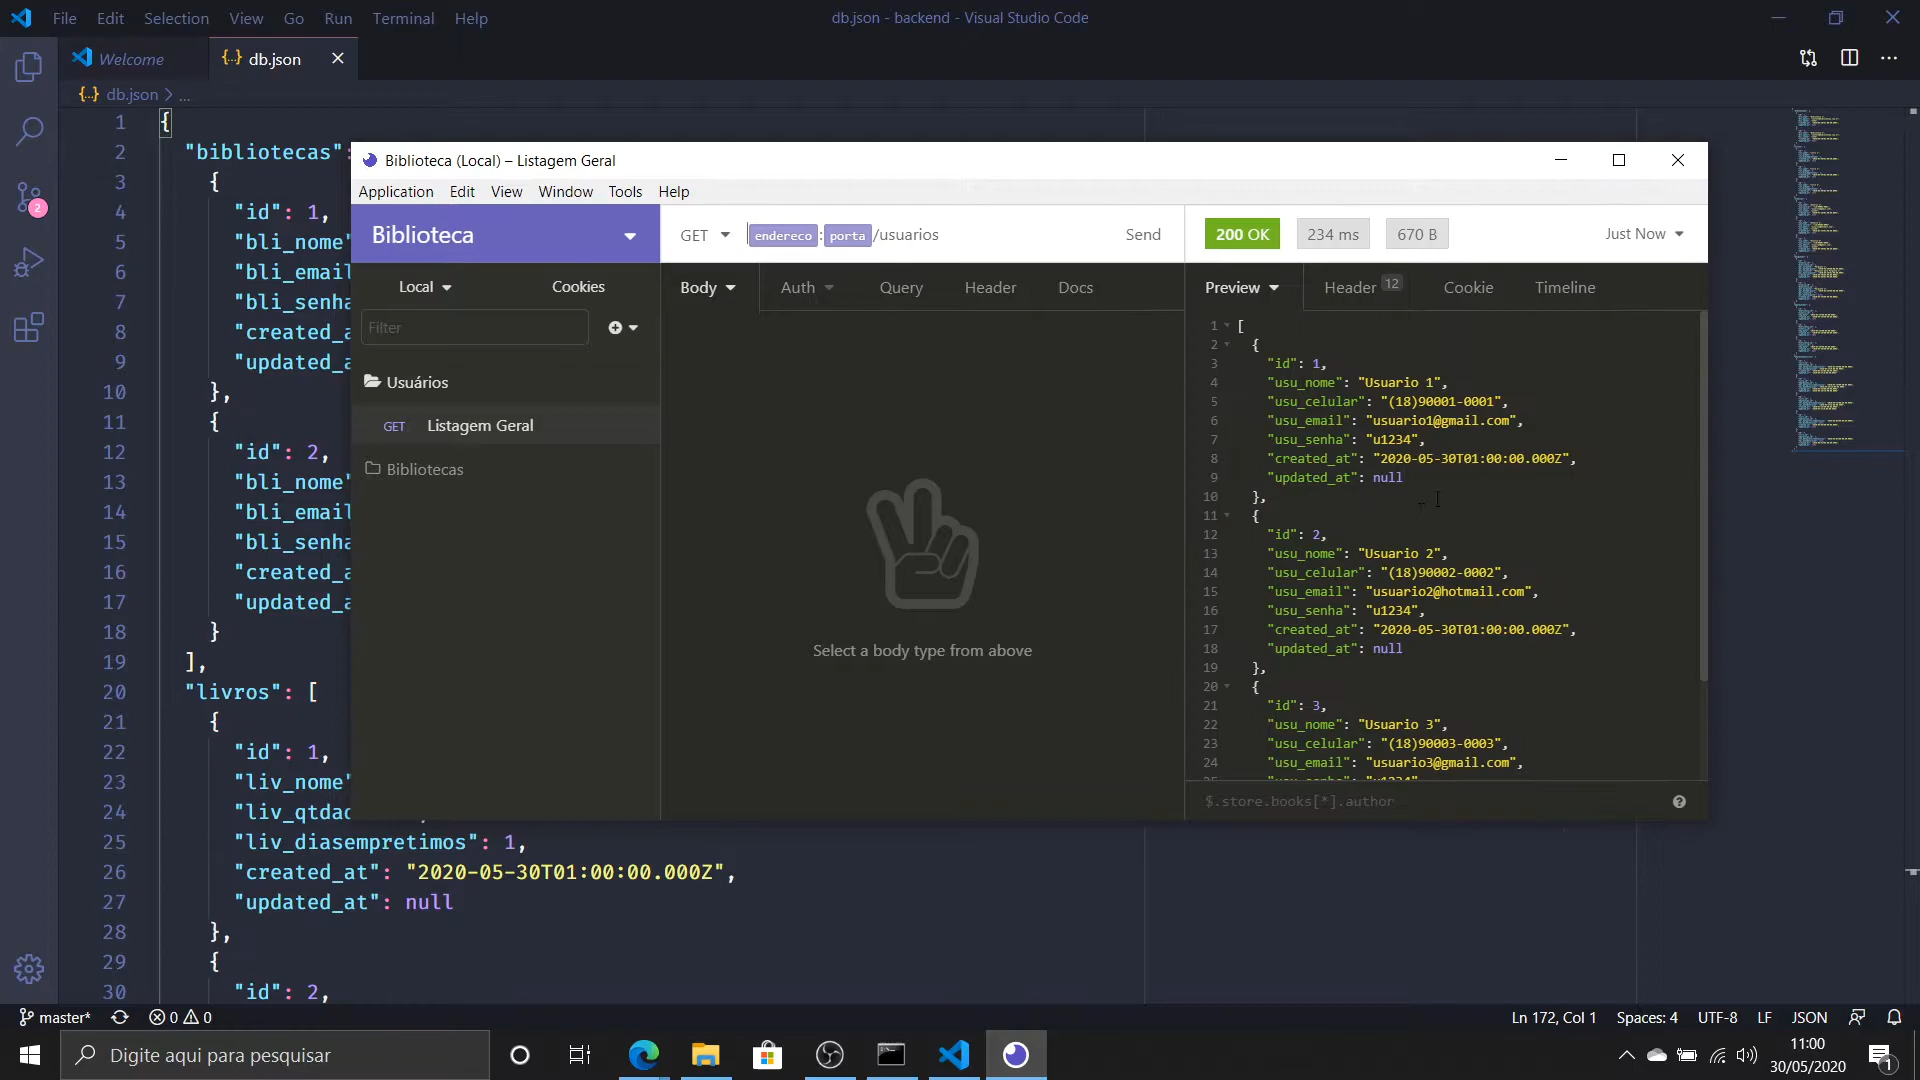 File Edit Selection View Go Run Terminal Help
db.json - backend - Visual Studio Code
Welcome
{..} db.json
{..} db.json > ...
1 {
2 "bibliotecas":
3 {
4 "id": 1,
5 "bli_nome"
6 "bli_email
7 "bli_senha
8 "created_a
9 "updated_a
10 },
11 {
12 "id": 2,
13 "bli_nome"
14 "bli_email
15 "bli_senha
16 "created_a
17 "updated_a
18 }
19 ],
20 "livros": [
21 {
22 "id": 1,
23 "liv_nome"
24 "liv_qtdad
25 "liv_diasempretimos": 1,
26 "created_at": "2020-05-30T01:00:00.000Z",
27 "updated_at": null
28 },
29 {
30 "id": 2,
2
Biblioteca (Local) – Listagem Geral
Application Edit View Window Tools Help
Biblioteca
GET endereco:porta/usuarios Send
200 OK 234 ms 670 B Just Now
Local Cookies
Filter
Usuários
GET Listagem Geral
Bibliotecas
Body Auth Query Header Docs
Select a body type from above
Preview Header 12 Cookie Timeline
1 [
2 {
3 "id": 1,
4 "usu_nome": "Usuario 1",
5 "usu_celular": "(18)90001-0001",
6 "usu_email": "usuario1@gmail.com",
7 "usu_senha": "u1234",
8 "created_at": "2020-05-30T01:00:00.000Z",
9 "updated_at": null
10 },
11 {
12 "id": 2,
13 "usu_nome": "Usuario 2",
14 "usu_celular": "(18)90002-0002",
15 "usu_email": "usuario2@hotmail.com",
16 "usu_senha": "u1234",
17 "created_at": "2020-05-30T01:00:00.000Z",
18 "updated_at": null
19 },
20 {
21 "id": 3,
22 "usu_nome": "Usuario 3",
23 "usu_celular": "(18)90003-0003",
24 "usu_email": "usuario3@gmail.com",
$.store.books[*].author
master* 0 0
Ln 172, Col 1 Spaces: 4 UTF-8 LF JSON
Digite aqui para pesquisar
11:00
30/05/2020
1